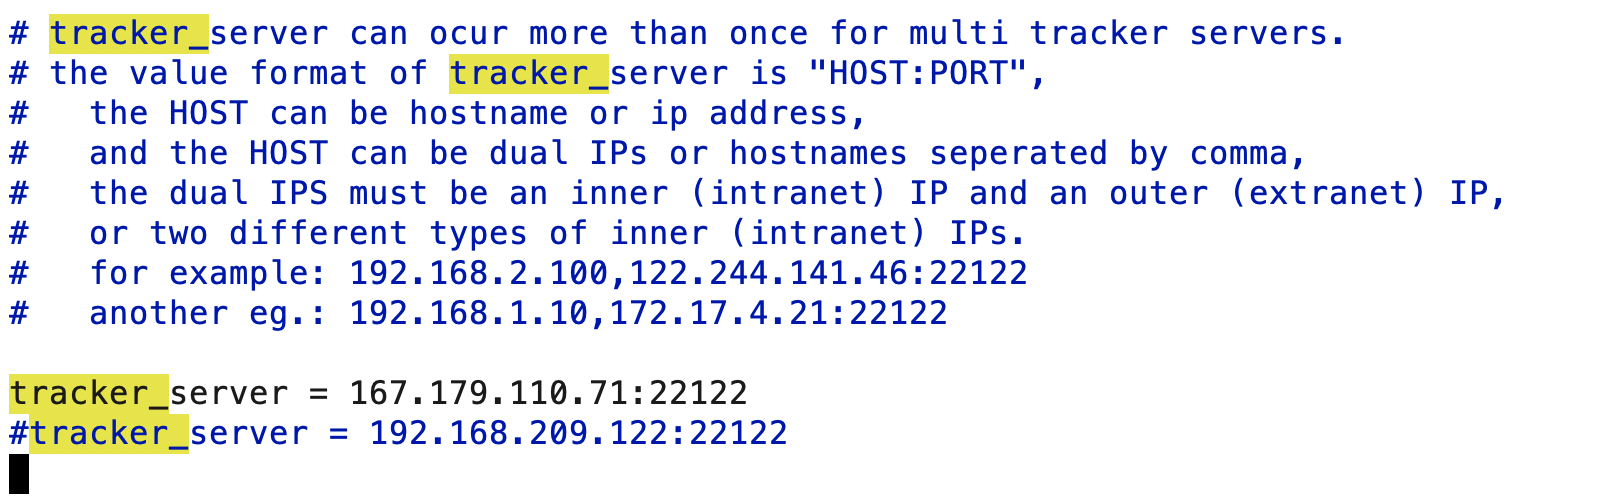 # tracker_server can ocur more than once for multi tracker servers.
# the value format of tracker_server is "HOST:PORT",
#   the HOST can be hostname or ip address,
#   and the HOST can be dual IPs or hostnames seperated by comma,
#   the dual IPS must be an inner (intranet) IP and an outer (extranet) IP,
#   or two different types of inner (intranet) IPs.
#   for example: 192.168.2.100,122.244.141.46:22122
#   another eg.: 192.168.1.10,172.17.4.21:22122
tracker_server = 167.179.110.71:22122
#tracker_server = 192.168.209.122:22122